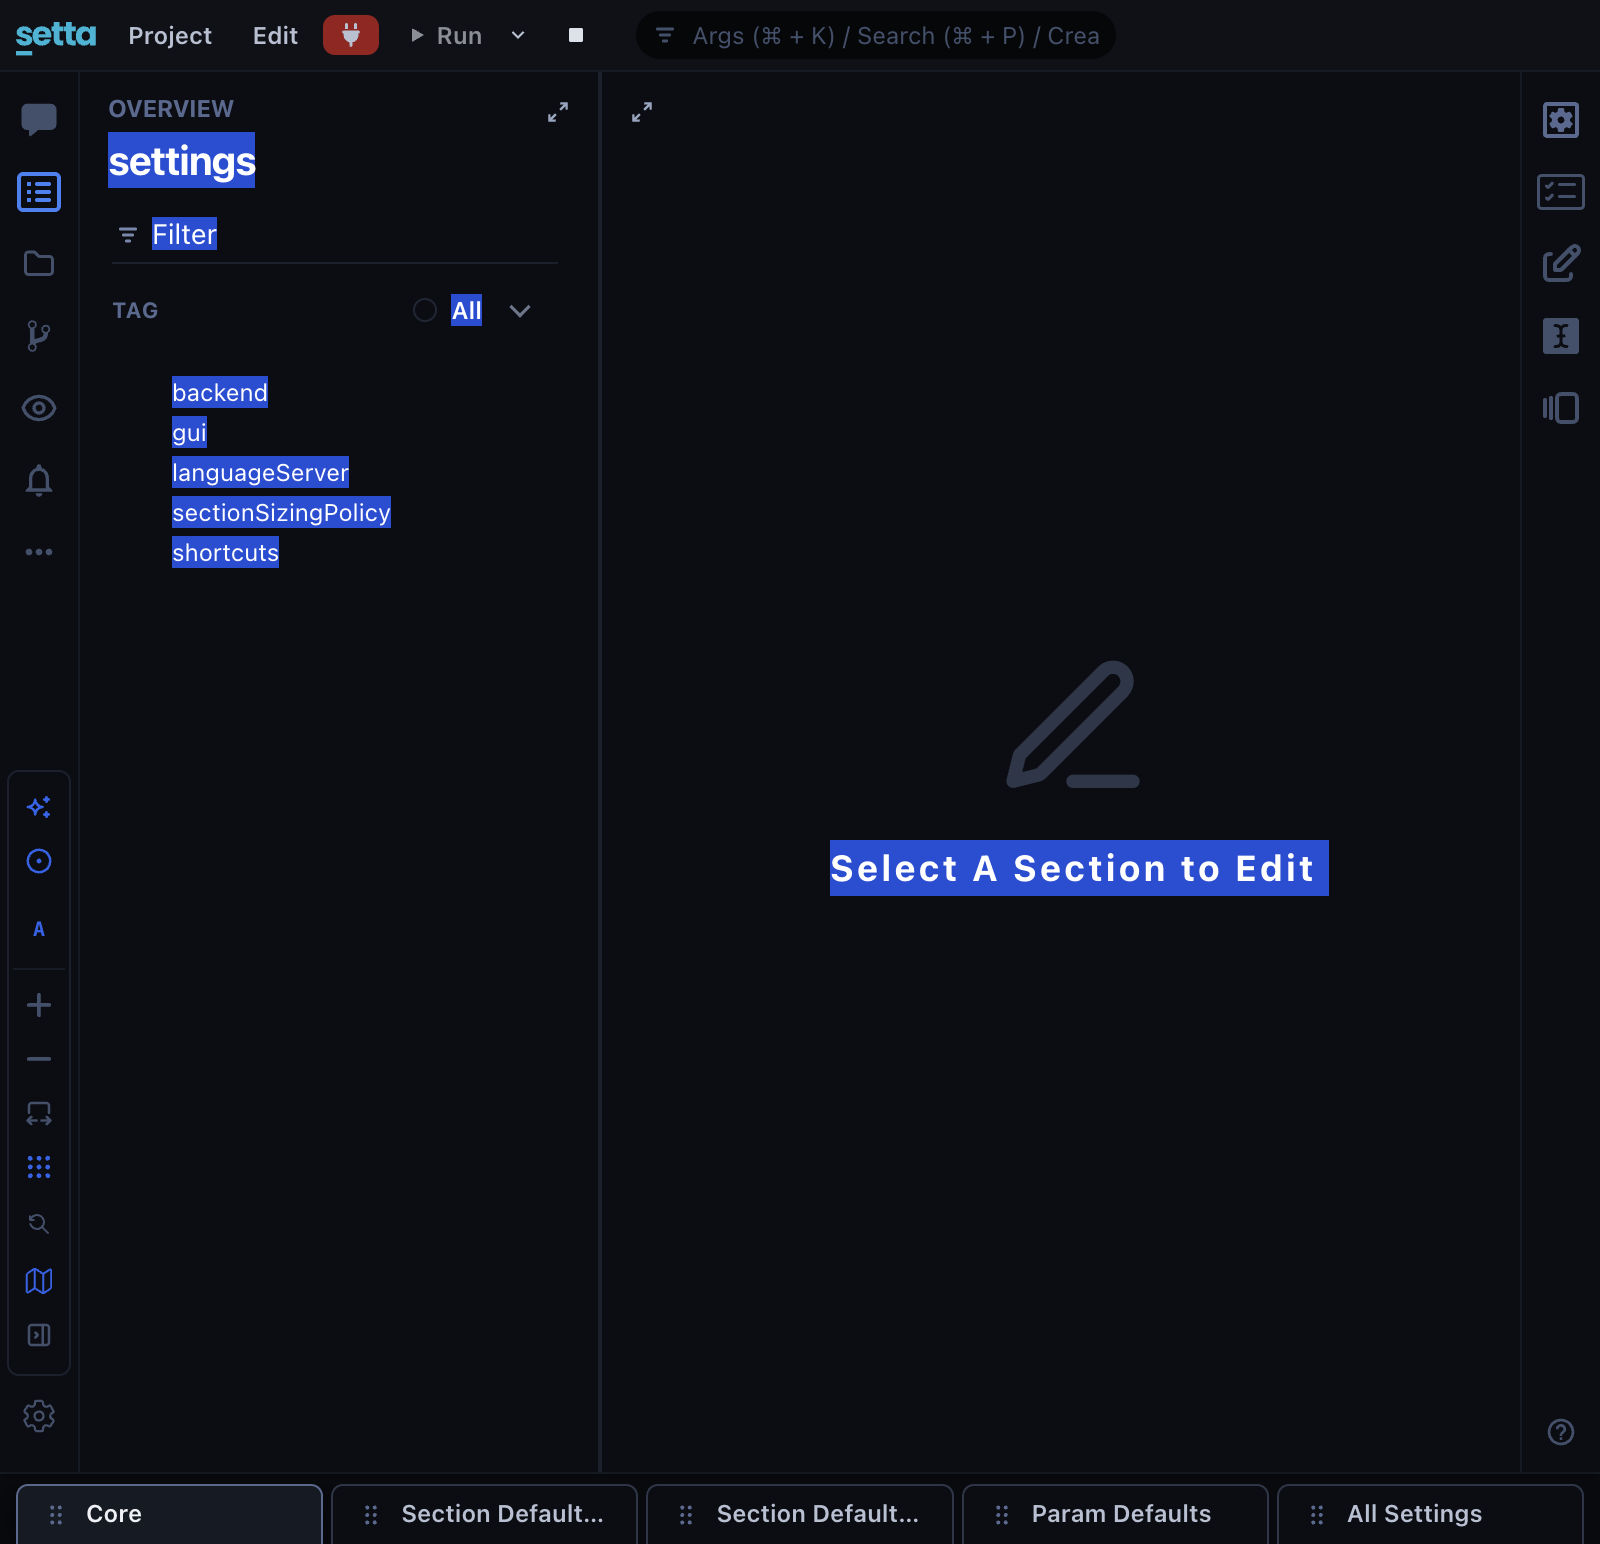 setta Project Edit Run Args (⌘ + K) / Search (⌘ + P) / Crea
OVERVIEW
settings
Filter
TAG All
backend
gui
languageServer
sectionSizingPolicy
shortcuts
Select A Section to Edit
A
Core Section Default... Section Default... Param Defaults All Settings